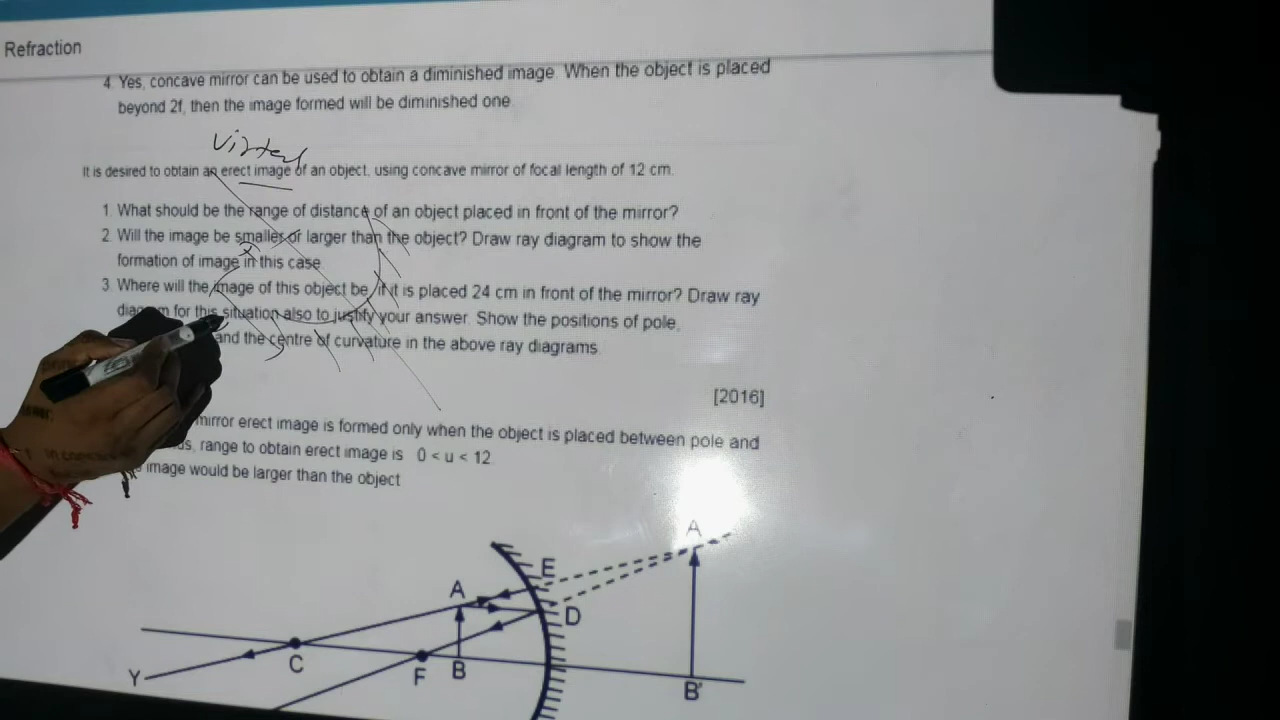 Refraction
4. Yes, concave mirror can be used to obtain a diminished image. When the object is placed
beyond 2f, then the image formed will be diminished one.
It is desired to obtain an erect image of an object, using concave mirror of focal length of 12 cm.
1. What should be the range of distance of an object placed in front of the mirror?
2. Will the image be smaller or larger than the object? Draw ray diagram to show the
formation of image in this case.
3. Where will the image of this object be, if it is placed 24 cm in front of the mirror? Draw ray
diagram for this situation also to justify your answer. Show the positions of pole,
and the centre of curvature in the above ray diagrams.
[2016]
mirror erect image is formed only when the object is placed between pole and
range to obtain erect image is 0 < u < 12
image would be larger than the object
A
E
A
D
C
F
B
B'
Y